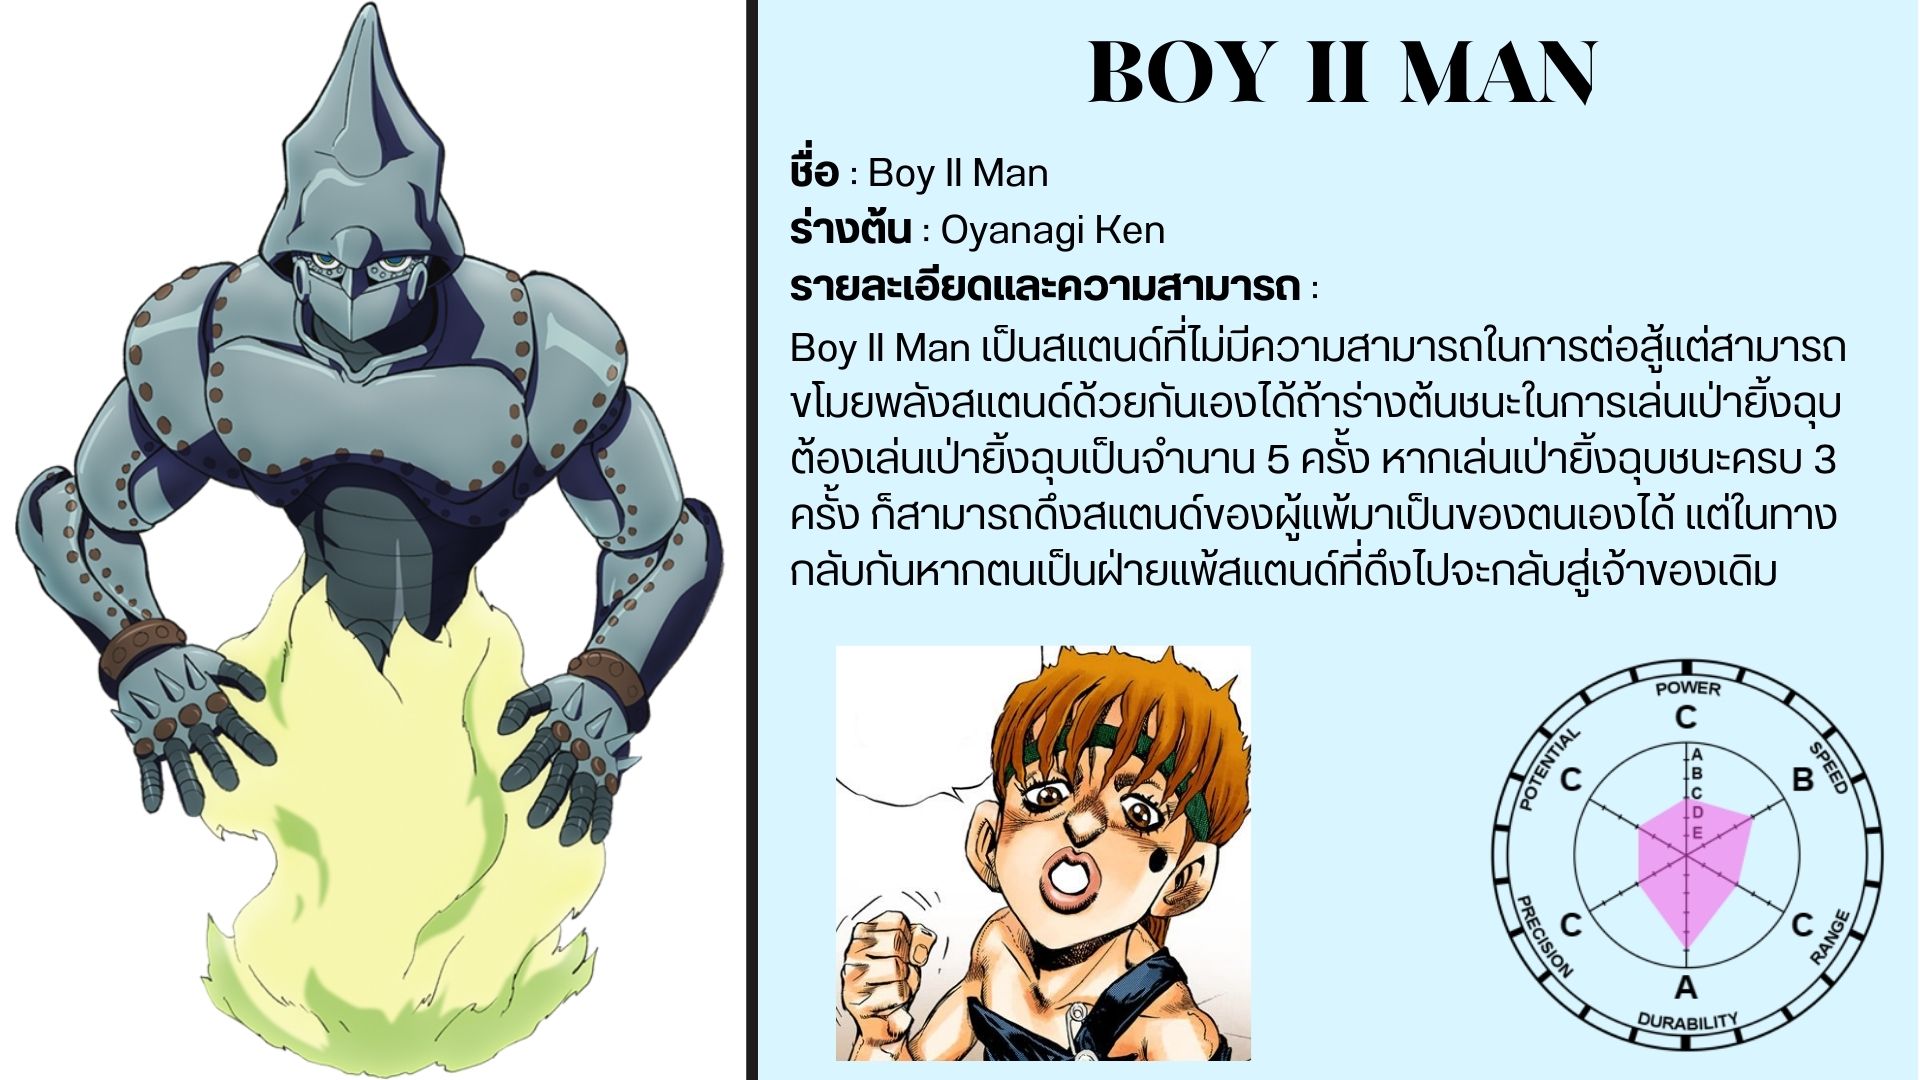 BOY II MAN
ชื่อ : Boy II Man
ร่างต้น : Oyanagi Ken
รายละเอียดและความสามารถ :
Boy II Man เป็นสแตนด์ที่ไม่มีความสามารถในการต่อสู้แต่สามารถ
ขโมยพลังสแตนด์ด้วยกันเองได้ถ้าร่างต้นชนะในการเล่นเป่ายิ้งฉุบ
ต้องเล่นเป่ายิ้งฉุบเป็นจำนาน 5 ครั้ง หากเล่นเป่ายิ้งฉุบชนะครบ 3
ครั้ง ก็สามารถดึงสแตนด์ของผู้แพ้มาเป็นของตนเองได้ แต่ในทาง
กลับกันหากตนเป็นฝ่ายแพ้สแตนด์ที่ดึงไปจะกลับสู่เจ้าของเดิม
POWER
C
SPEED
B
RANGE
C
DURABILITY
A
PRECISION
C
POTENTIAL
C
A
B
C
D
E